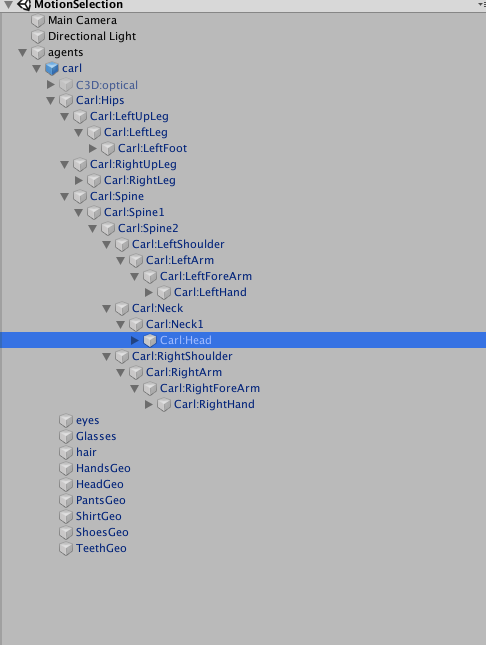 MotionSelection
Main Camera
Directional Light
agents
carl
C3D:optical
Carl:Hips
Carl:LeftUpLeg
Carl:LeftLeg
Carl:LeftFoot
Carl:RightUpLeg
Carl:RightLeg
Carl:Spine
Carl:Spine1
Carl:Spine2
Carl:LeftShoulder
Carl:LeftArm
Carl:LeftForeArm
Carl:LeftHand
Carl:Neck
Carl:Neck1
Carl:Head
Carl:RightShoulder
Carl:RightArm
Carl:RightForeArm
Carl:RightHand
eyes
Glasses
hair
HandsGeo
HeadGeo
PantsGeo
ShirtGeo
ShoesGeo
TeethGeo